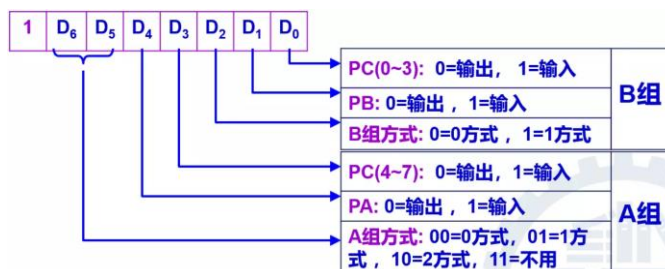 1 D6 D5 D4 D3 D2 D1 D0
PC(0~3): 0=输出, 1=输入
PB: 0=输出 , 1=输入
B组方式: 0=0方式 , 1=1方式
B组
PC(4~7): 0=输出, 1=输入
PA: 0=输出 , 1=输入
A组方式: 00=0方式, 01=1方
式 , 10=2方式, 11=不用
A组